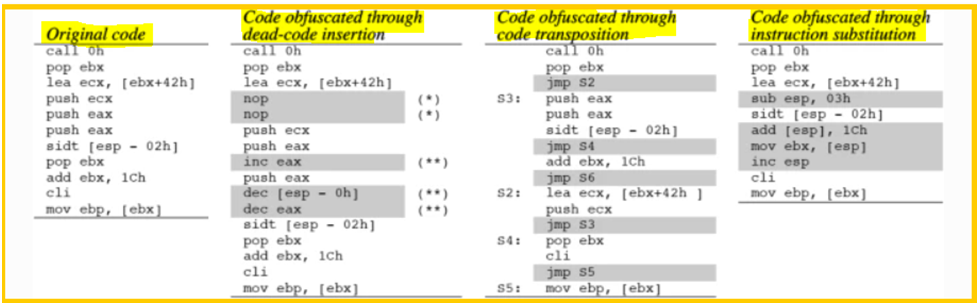 Original code
call 0h
pop ebx
lea ecx, [ebx+42h]
push ecx
push eax
push eax
sidt [esp - 02h]
pop ebx
add ebx, 1Ch
cli
mov ebp, [ebx]
Code obfuscated through
dead-code insertion
call 0h
pop ebx
lea ecx, [ebx+42h]
nop (*)
nop (*)
push ecx
push eax
inc eax (**)
push eax
dec [esp - 0h] (**)
dec eax (**)
sidt [esp - 02h]
pop ebx
add ebx, 1Ch
cli
mov ebp, [ebx]
Code obfuscated through
code transposition
call 0h
pop ebx
jmp S2
S3: push eax
push eax
sidt [esp - 02h]
jmp S4
add ebx, 1Ch
jmp S6
S2: lea ecx, [ebx+42h ]
push ecx
jmp S3
S4: pop ebx
cli
jmp S5
S5: mov ebp, [ebx]
Code obfuscated through
instruction substitution
call 0h
pop ebx
lea ecx, [ebx+42h]
sub esp, 03h
sidt [esp - 02h]
add [esp], 1Ch
mov ebx, [esp]
inc esp
cli
mov ebp, [ebx]